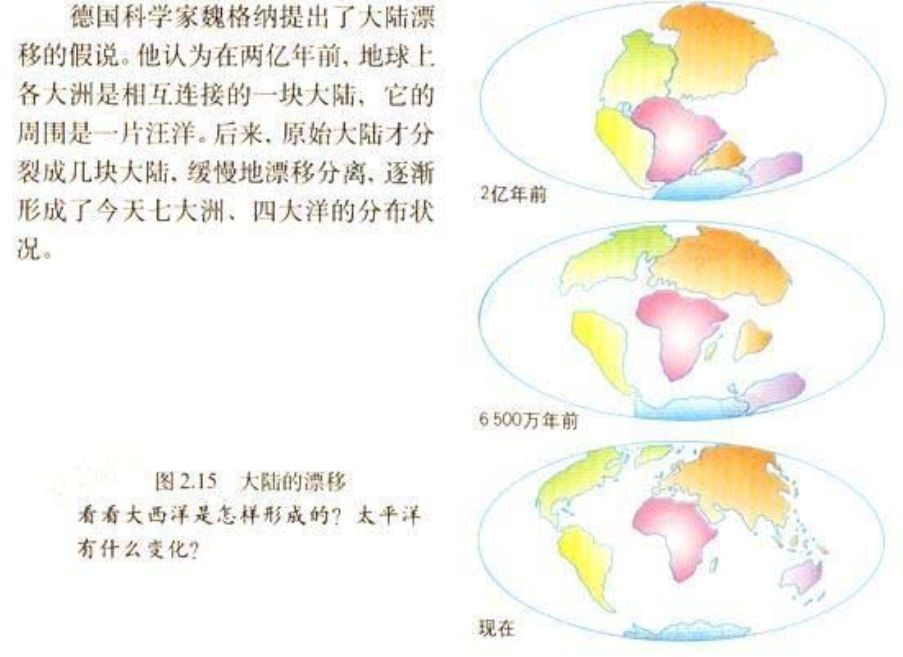 德国科学家魏格纳提出了大陆漂
移的假说。他认为在两亿年前，地球上
各大洲是相互连接的一块大陆，它的
周围是一片汪洋。后来，原始大陆才分
裂成几块大陆，缓慢地漂移分离，逐渐
形成了今天七大洲、四大洋的分布状
况。
2亿年前
6 500万年前
图 2.15 大陆的漂移
看看大西洋是怎样形成的？太平洋
有什么变化？
现在